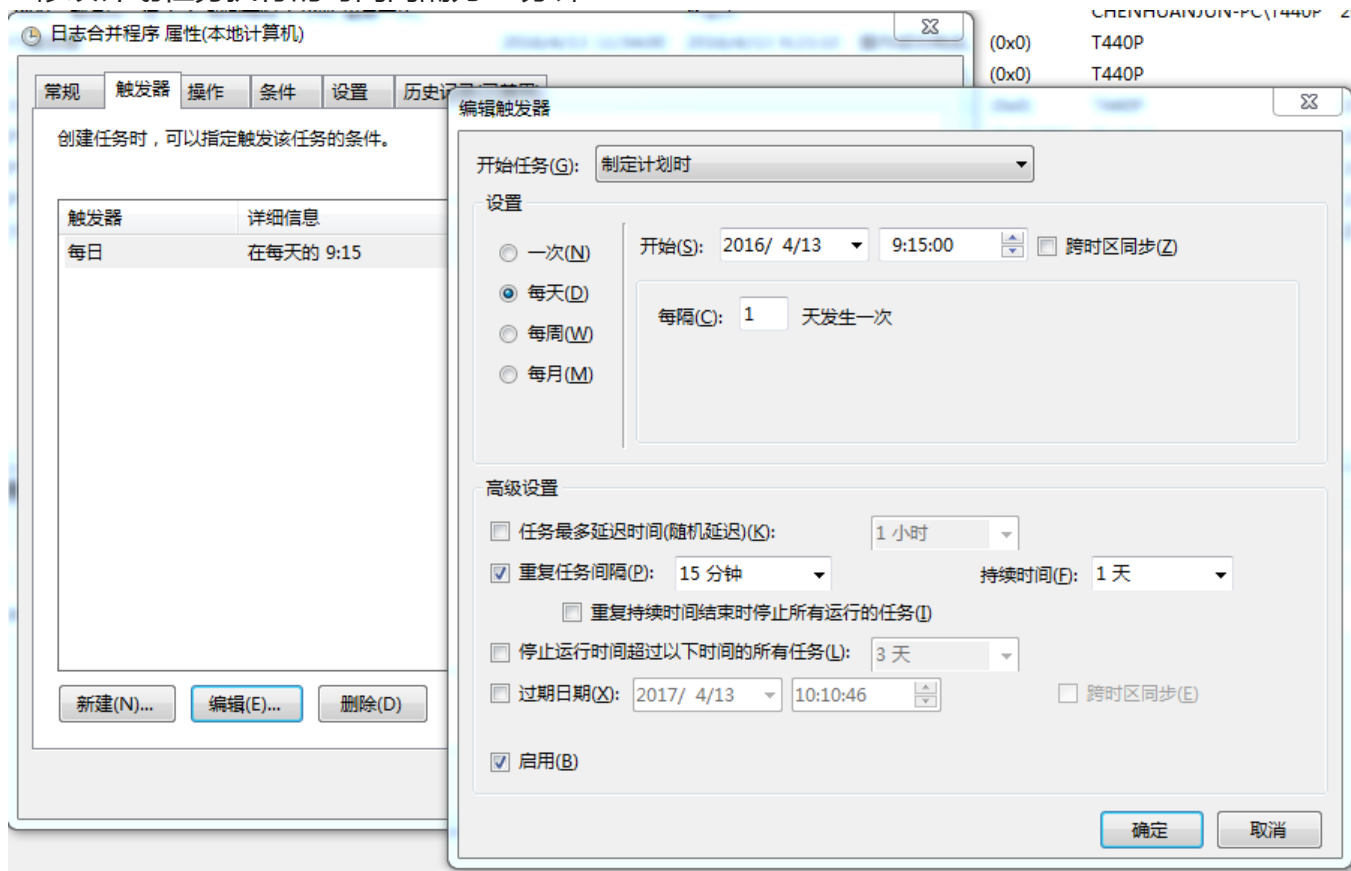 CHENHUANJUN-PC\T440P
日志合并程序 属性(本地计算机)
(0x0) T440P
(0x0) T440P
常规 触发器 操作 条件 设置
创建任务时，可以指定触发该任务的条件。
触发器 详细信息
每日 在每天的 9:15
新建(N)... 编辑(E)... 删除(D)
编辑触发器
开始任务(G): 制定计划时
设置
一次(N)
每天(D)
每周(W)
每月(M)
开始(S): 2016/ 4/13 9:15:00 跨时区同步(Z)
每隔(C): 1 天发生一次
高级设置
任务最多延迟时间(随机延迟)(K): 1 小时
重复任务间隔(P): 15 分钟 持续时间(F): 1 天
重复持续时间结束时停止所有运行的任务(I)
停止运行时间超过以下时间的所有任务(L): 3 天
过期日期(X): 2017/ 4/13 10:10:46 跨时区同步(E)
启用(B)
确定 取消